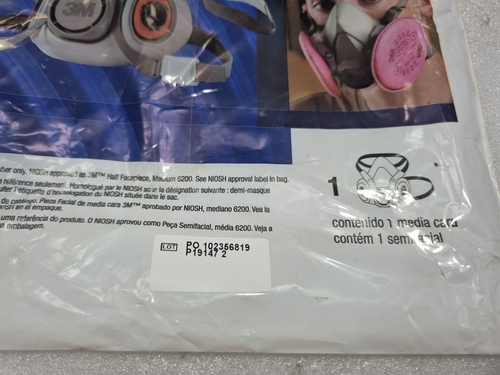 3M
mber only. NIOSH approved as 3M™ Half Facepiece, Medium 6200. See NIOSH approval label in bag.
référence seulement. Homologué par le NIOSH sous la désignation suivante : demi-masque
sulter l'étiquette d'homologation du NIOSH située dans le sac.
de catálogo. Pieza Facial de media cara 3M™ aprobado por NIOSH, mediano 6200. Vea la
NIOSH en el empaque.
uma referência do produto. O NIOSH aprovou como Peça Semifacial, média 6200. Veja a
na embalagem.
1
contenido 1 media cara
contém 1 semifacial
LOT PO 102356819
P19147 2